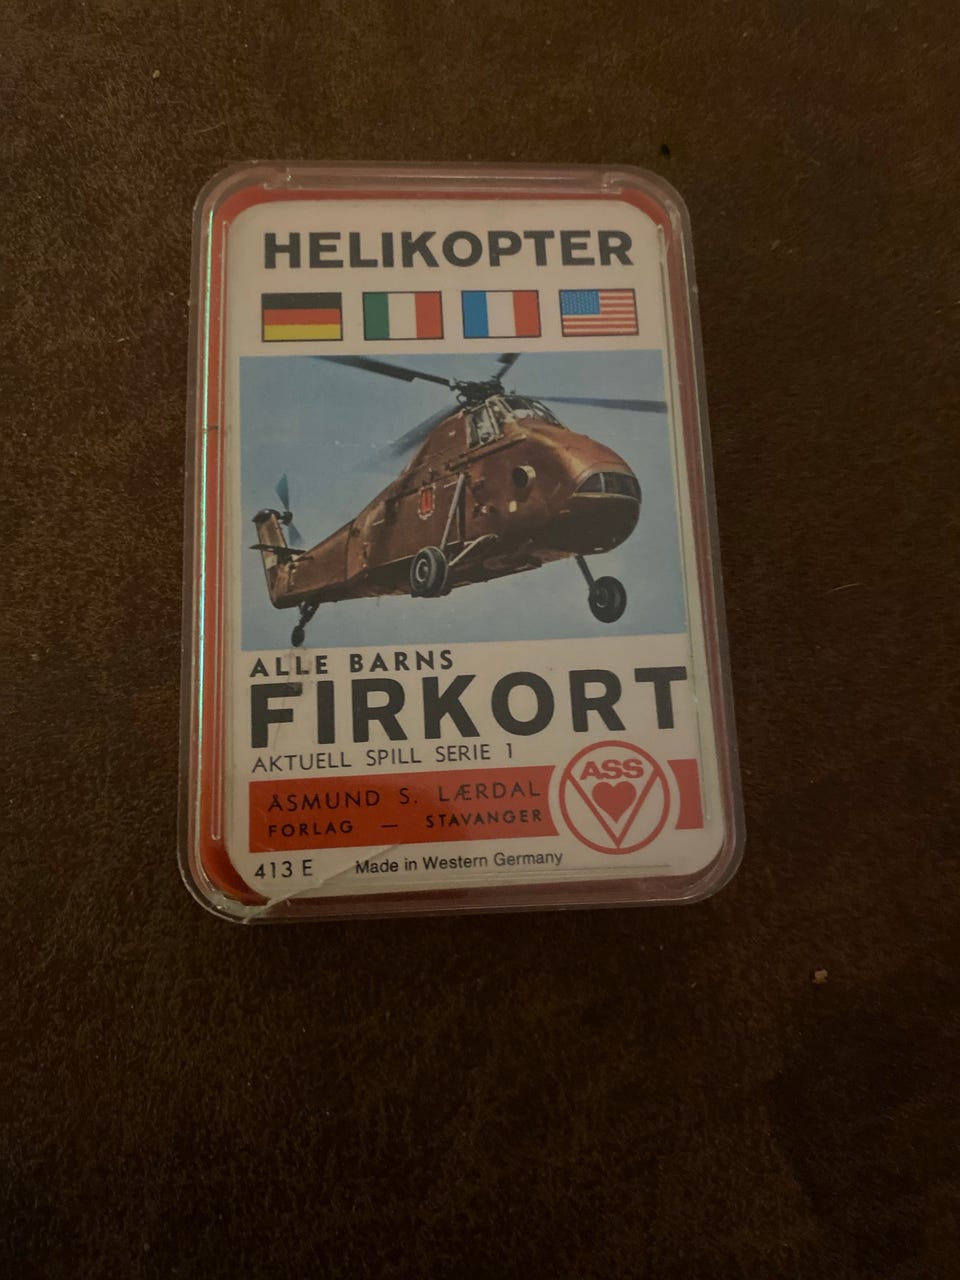 HELIKOPTER
ALLE BARNS
FIRKORT
AKTUELL SPILL SERIE 1
ÅSMUND S. LÆRDAL
FORLAG — STAVANGER
ASS
413 E Made in Western Germany